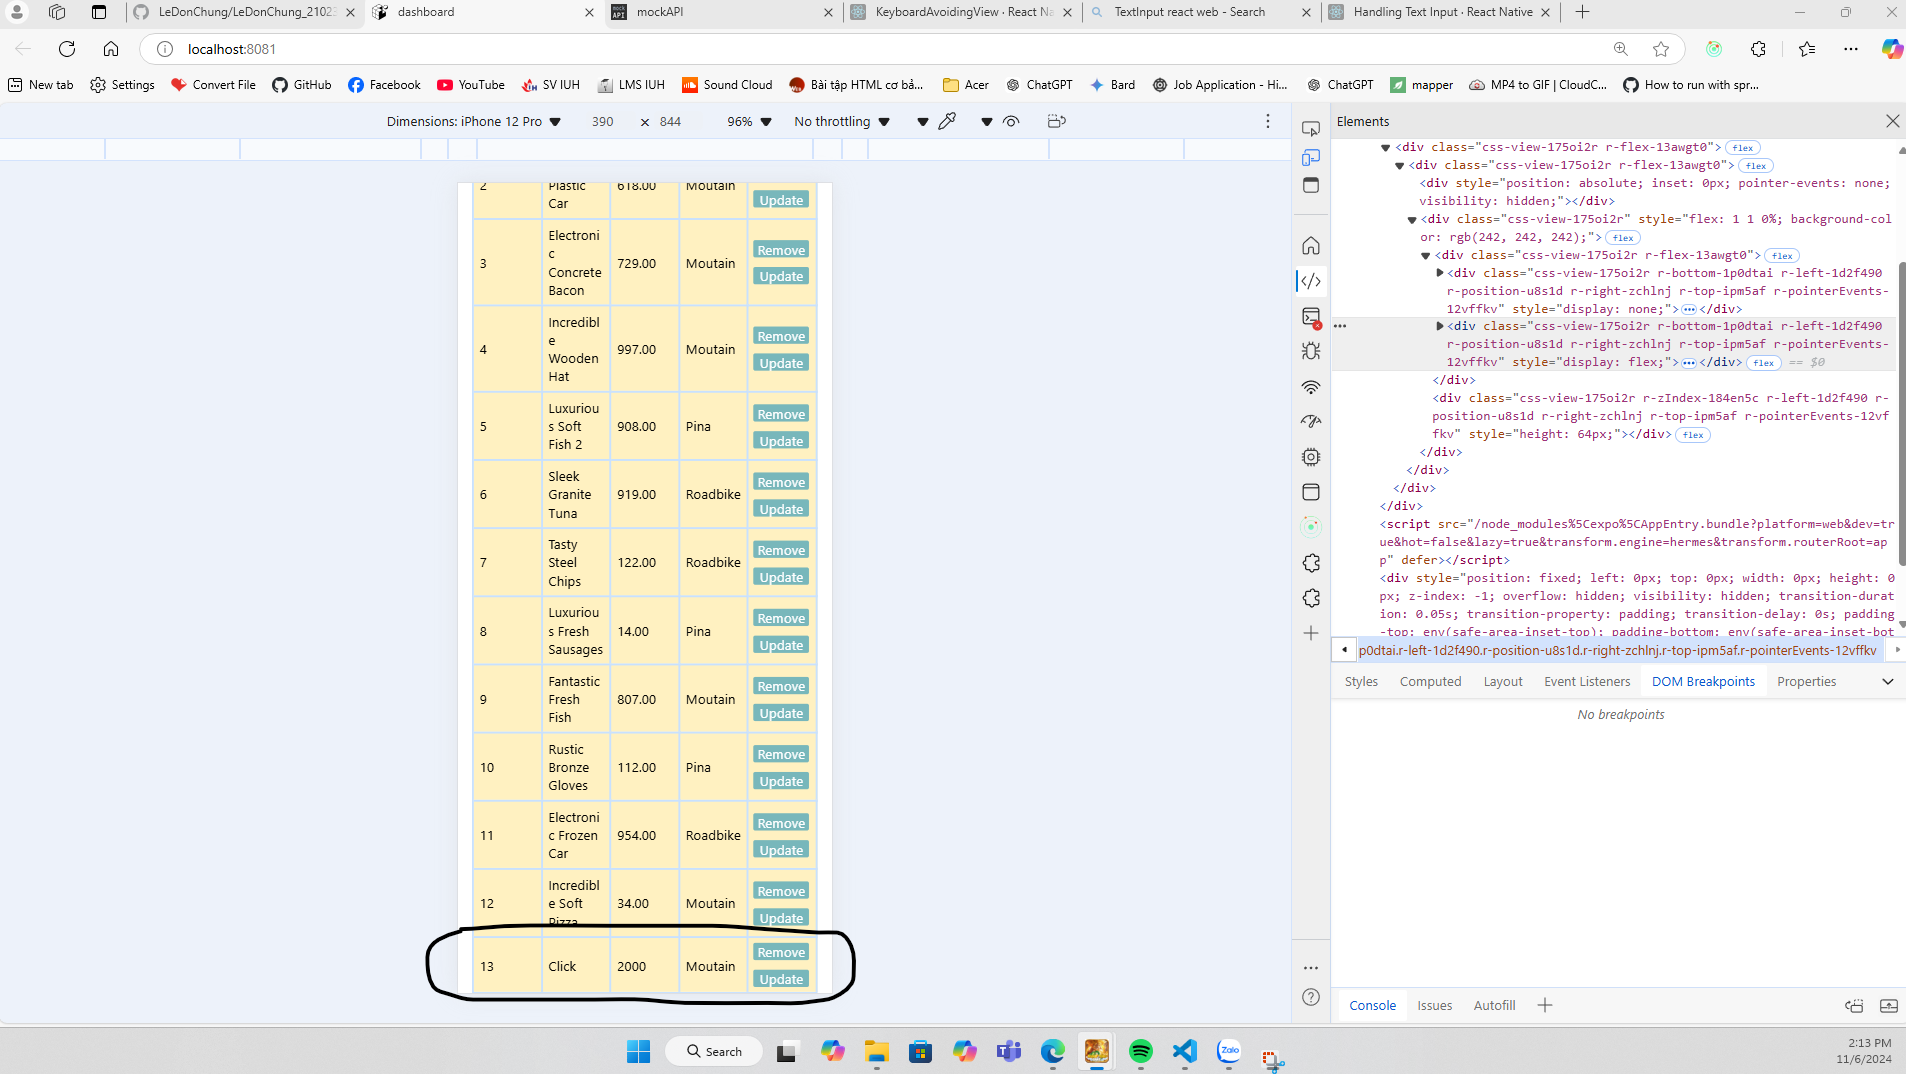 LeDonChung/LeDonChung_2102
dashboard
mockAPI
KeyboardAvoidingView · React Na
TextInput react web - Search
Handling Text Input · React Native
localhost:8081
New tab
Settings
Convert File
GitHub
Facebook
YouTube
SV IUH
LMS IUH
Sound Cloud
Bài tập HTML cơ bả...
Acer
ChatGPT
Bard
Job Application - Hi...
ChatGPT
mapper
MP4 to GIF | CloudC...
How to run with spr...
Dimensions: iPhone 12 Pro
390
×
844
96%
No throttling
2
Plastic
Car
618.00
Moutain
Update
3
Electroni
c
Concrete
Bacon
729.00
Moutain
Remove
Update
4
Incredibl
e
Wooden
Hat
997.00
Moutain
Remove
Update
5
Luxuriou
s Soft
Fish 2
908.00
Pina
Remove
Update
6
Sleek
Granite
Tuna
919.00
Roadbike
Remove
Update
7
Tasty
Steel
Chips
122.00
Roadbike
Remove
Update
8
Luxuriou
s Fresh
Sausages
14.00
Pina
Remove
Update
9
Fantastic
Fresh
Fish
807.00
Moutain
Remove
Update
10
Rustic
Bronze
Gloves
112.00
Pina
Remove
Update
11
Electroni
c Frozen
Car
954.00
Roadbike
Remove
Update
12
Incredibl
e Soft
Pizza
34.00
Moutain
Remove
Update
13
Click
2000
Moutain
Remove
Update
Elements
<div class="css-view-175oi2r r-flex-13awgt0"> flex
<div class="css-view-175oi2r r-flex-13awgt0"> flex
<div style="position: absolute; inset: 0px; pointer-events: none;
visibility: hidden;"></div>
<div class="css-view-175oi2r" style="flex: 1 1 0%; background-col
or: rgb(242, 242, 242);"> flex
<div class="css-view-175oi2r r-flex-13awgt0"> flex
<div class="css-view-175oi2r r-bottom-1p0dtai r-left-1d2f490
r-position-u8s1d r-right-zchlnj r-top-ipm5af r-pointerEvents-
12vffkv" style="display: none;"> ••• </div>
<div class="css-view-175oi2r r-bottom-1p0dtai r-left-1d2f490
r-position-u8s1d r-right-zchlnj r-top-ipm5af r-pointerEvents-
12vffkv" style="display: flex;"> ••• </div> flex == $0
</div>
<div class="css-view-175oi2r r-zIndex-184en5c r-left-1d2f490 r-
position-u8s1d r-right-zchlnj r-top-ipm5af r-pointerEvents-12vf
fkv" style="height: 64px;"></div> flex
</div>
</div>
</div>
</div>
<script src="/node_modules%5Cexpo%5CAppEntry.bundle?platform=web&dev=tr
ue&hot=false&lazy=true&transform.engine=hermes&transform.routerRoot=ap
p" defer></script>
<div style="position: fixed; left: 0px; top: 0px; width: 0px; height: 0
px; z-index: -1; overflow: hidden; visibility: hidden; transition-durat
ion: 0.05s; transition-property: padding; transition-delay: 0s; padding
-top: env(safe-area-inset-top); padding-bottom: env(safe-area-inset-bot
p0dtai.r-left-1d2f490.r-position-u8s1d.r-right-zchlnj.r-top-ipm5af.r-pointerEvents-12vffkv
Styles
Computed
Layout
Event Listeners
DOM Breakpoints
Properties
No breakpoints
Console
Issues
Autofill
Search
Zalo
2:13 PM
11/6/2024